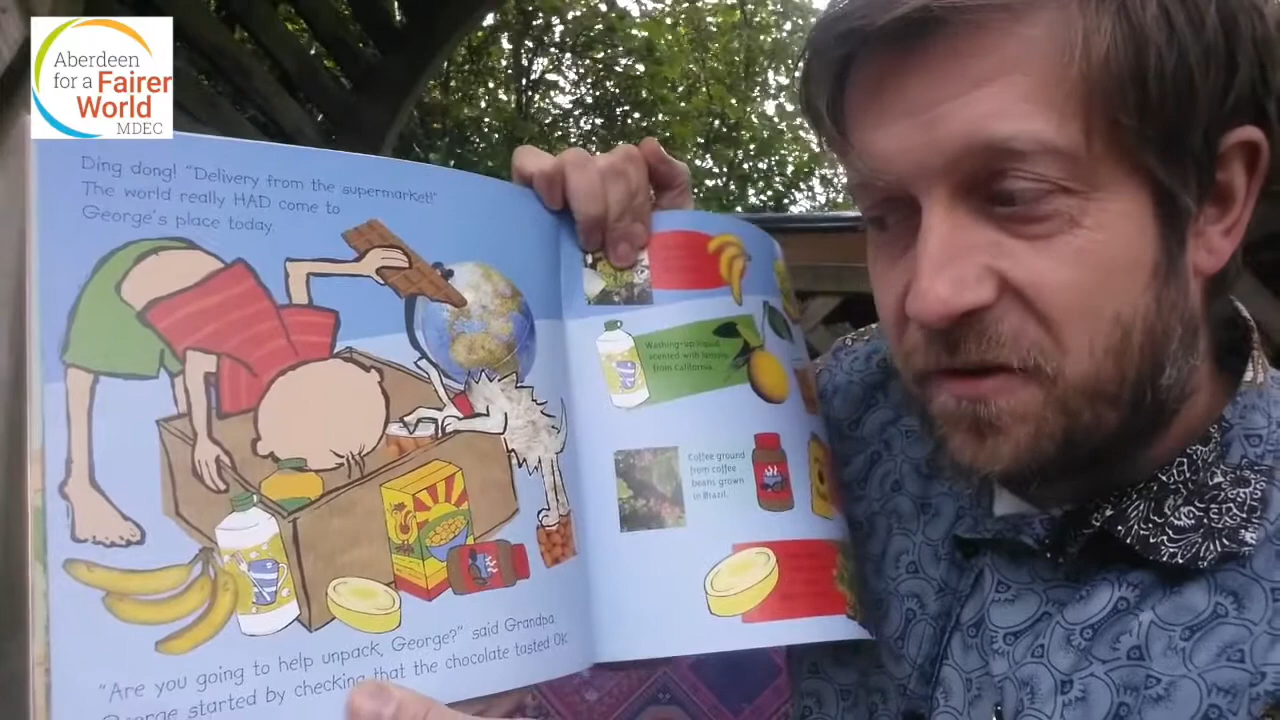 Aberdeen
for a Fairer
World
MDEC
Ding dong! "Delivery from the supermarket!"
The world really HAD come to
George's place today.
"Are you going to help unpack, George?" said Grandpa.
George started by checking that the chocolate tasted OK
Washing-up liquid
scented with lemons
from California.
Coffee ground
from coffee
beans grown
in Brazil.